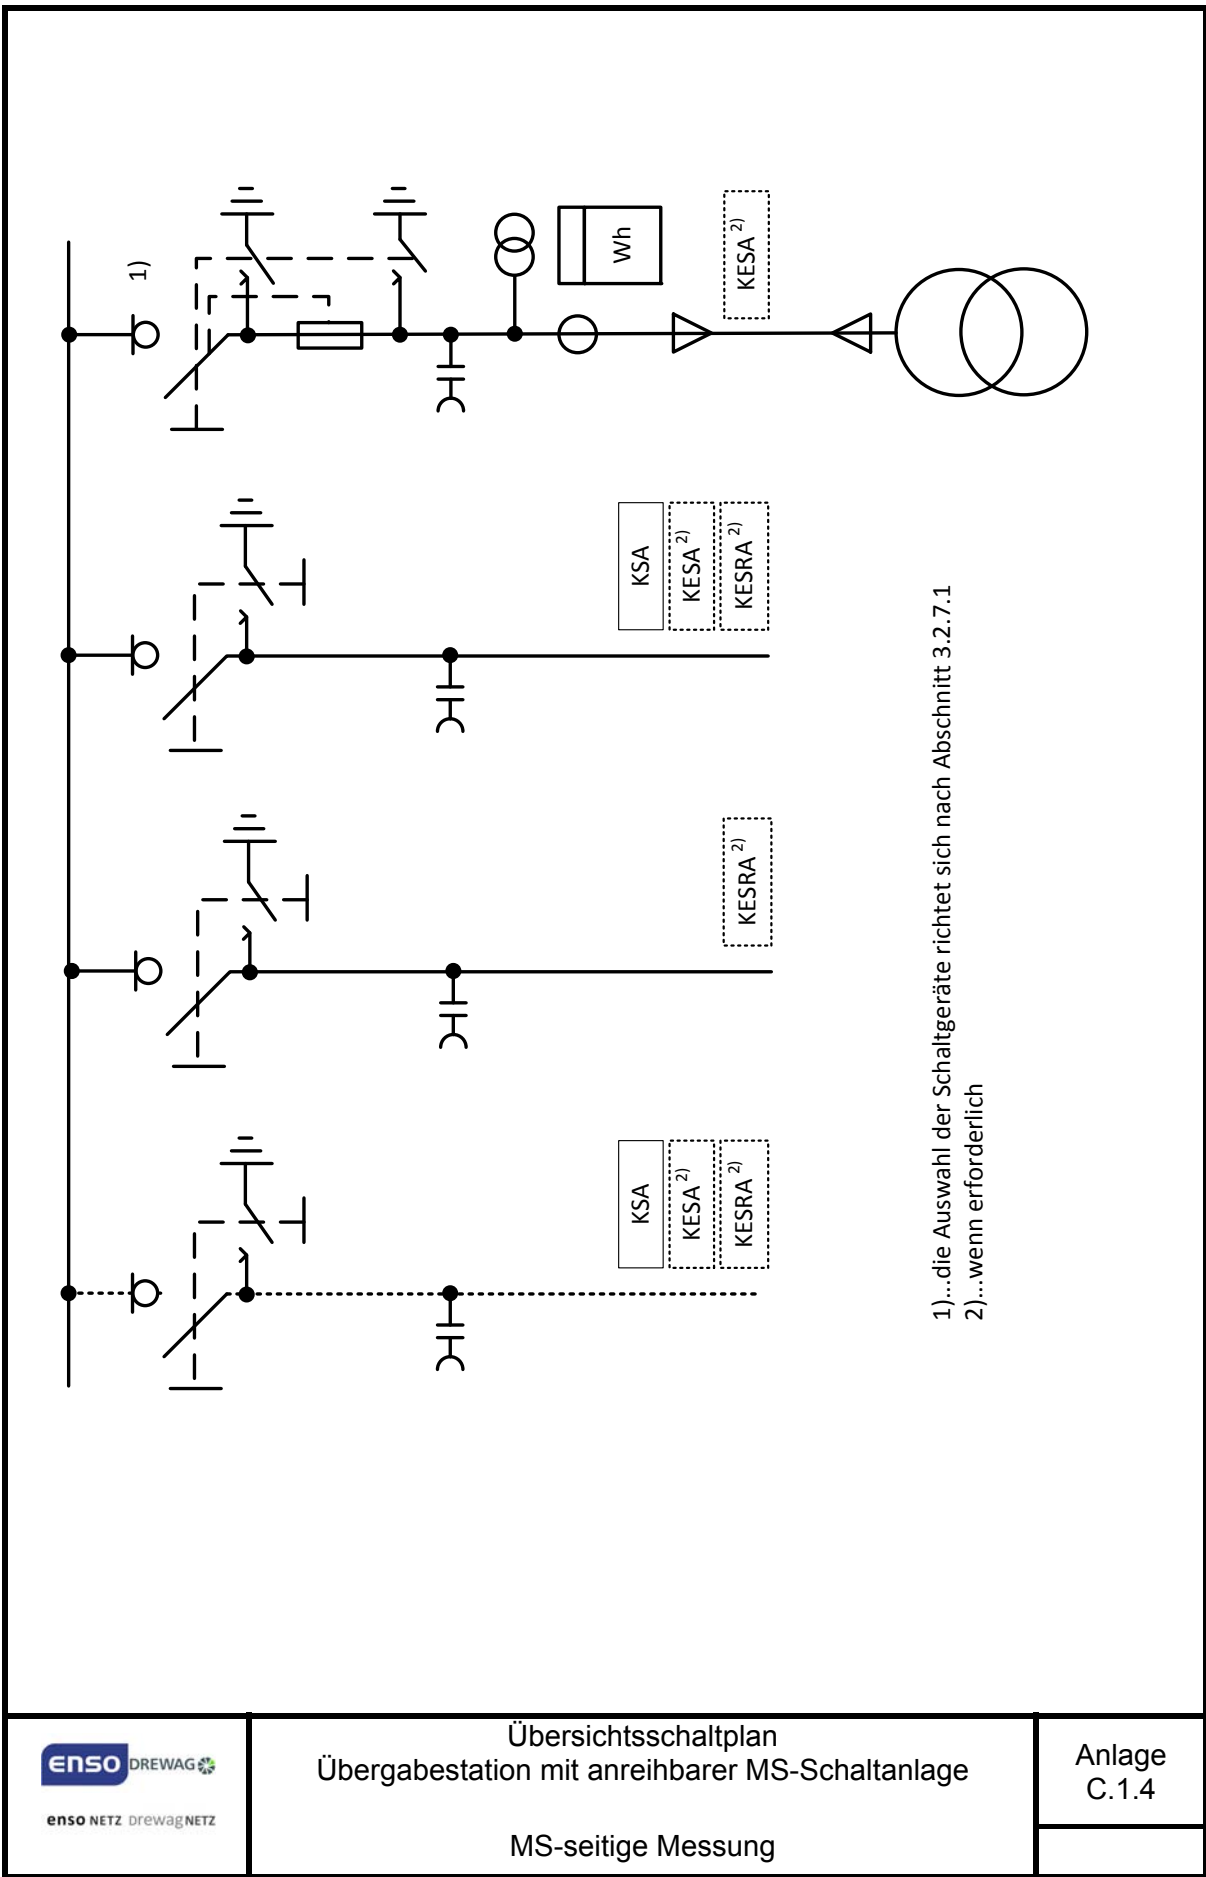 1)
Wh
KESA 2)
KSA
KESA 2)
KESRA 2)
KESRA 2)
KSA
KESA 2)
KESRA 2)
1)...die Auswahl der Schaltgeräte richtet sich nach Abschnitt 3.2.7.1
2)...wenn erforderlich
enso DREWAG
enso NETZ DrewagNETZ
Übersichtsschaltplan
Übergabestation mit anreihbarer MS-Schaltanlage
MS-seitige Messung
Anlage
C.1.4